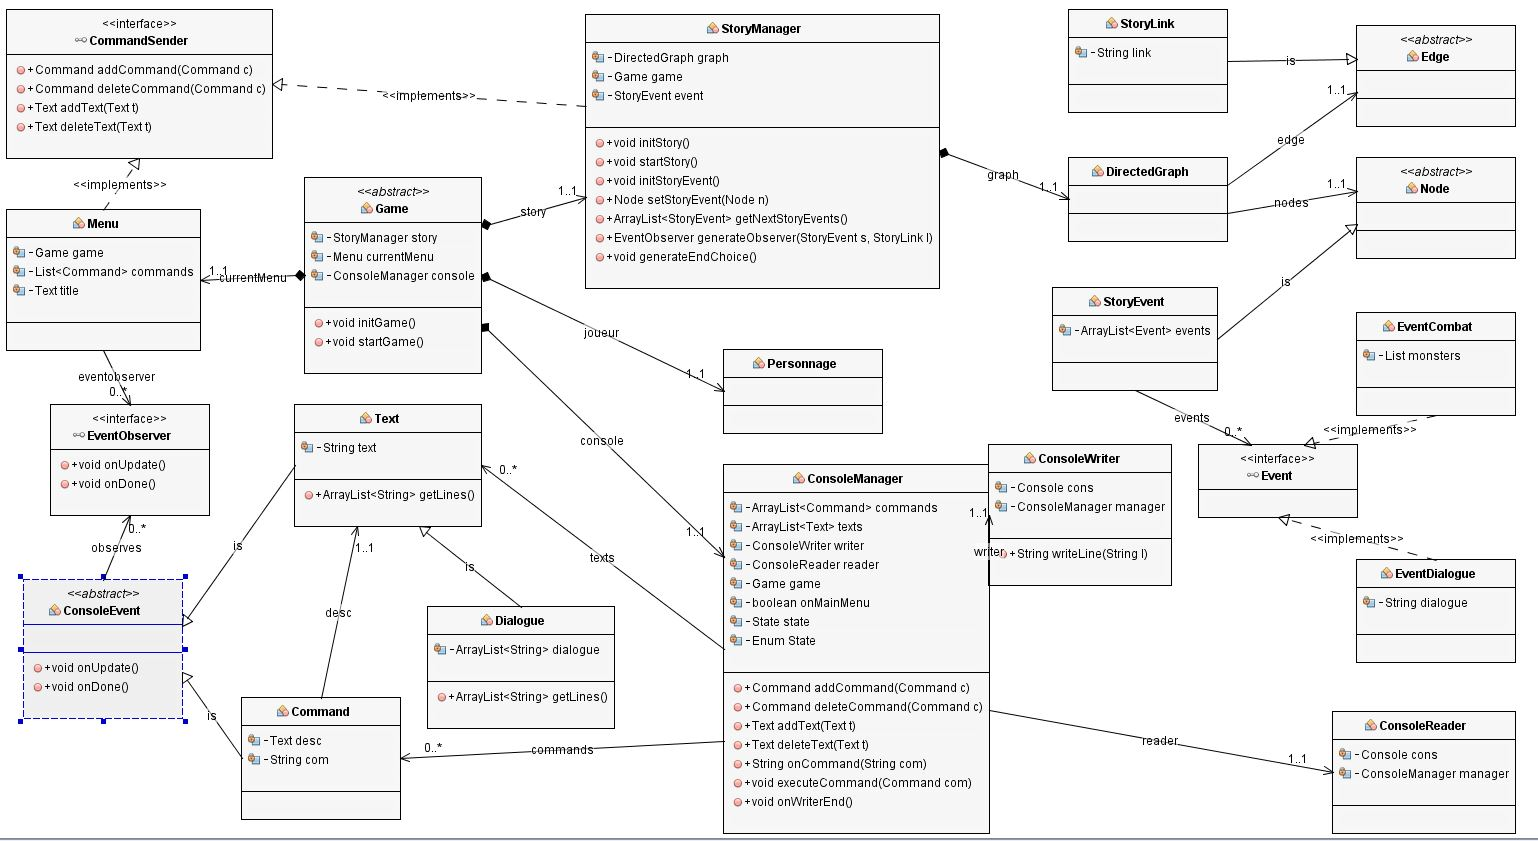 <<interface>>
CommandSender
+Command addCommand(Command c)
+Command deleteCommand(Command c)
+Text addText(Text t)
+Text deleteText(Text t)
<<implements>>
<<implements>>
StoryManager
-DirectedGraph graph
-Game game
-StoryEvent event
+void initStory()
+void startStory()
+void initStoryEvent()
+Node setStoryEvent(Node n)
+ArrayList<StoryEvent> getNextStoryEvents()
+EventObserver generateObserver(StoryEvent s, StoryLink l)
+void generateEndChoice()
StoryLink
-String link
is
<<abstract>>
Edge
1..1
edge
DirectedGraph
graph
1..1
nodes
1..1
<<abstract>>
Node
is
Menu
-Game game
-List<Command> commands
-Text title
1..1
currentMenu
<<abstract>>
Game
-StoryManager story
-Menu currentMenu
-ConsoleManager console
+void initGame()
+void startGame()
1..1
story
joueur
1..1
Personnage
console
1..1
StoryEvent
-ArrayList<Event> events
events
0..*
EventCombat
-List monsters
<<implements>>
<<interface>>
Event
<<implements>>
EventDialogue
-String dialogue
eventobserver
0..*
<<interface>>
EventObserver
+void onUpdate()
+void onDone()
0..*
observes
<<abstract>>
ConsoleEvent
+void onUpdate()
+void onDone()
is
is
Text
-String text
+ArrayList<String> getLines()
0..*
texts
1..1
desc
is
Dialogue
-ArrayList<String> dialogue
+ArrayList<String> getLines()
Command
-Text desc
-String com
0..*
commands
ConsoleManager
-ArrayList<Command> commands
-ArrayList<Text> texts
-ConsoleWriter writer
-ConsoleReader reader
-Game game
-boolean onMainMenu
-State state
-Enum State
+Command addCommand(Command c)
+Command deleteCommand(Command c)
+Text addText(Text t)
+Text deleteText(Text t)
+String onCommand(String com)
+void executeCommand(Command com)
+void onWriterEnd()
ConsoleWriter
-Console cons
-ConsoleManager manager
+String writeLine(String l)
1..1
writer
reader
1..1
ConsoleReader
-Console cons
-ConsoleManager manager